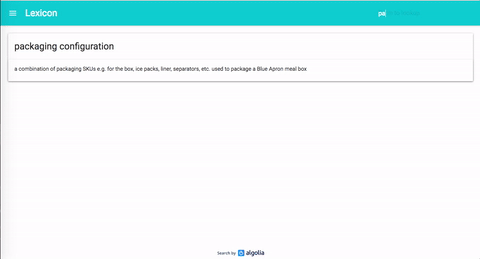 Lexicon
pa
packaging configuration
a combination of packaging SKUs e.g. for the box, ice packs, liner, separators, etc. used to package a Blue Apron meal box
Search by algolia